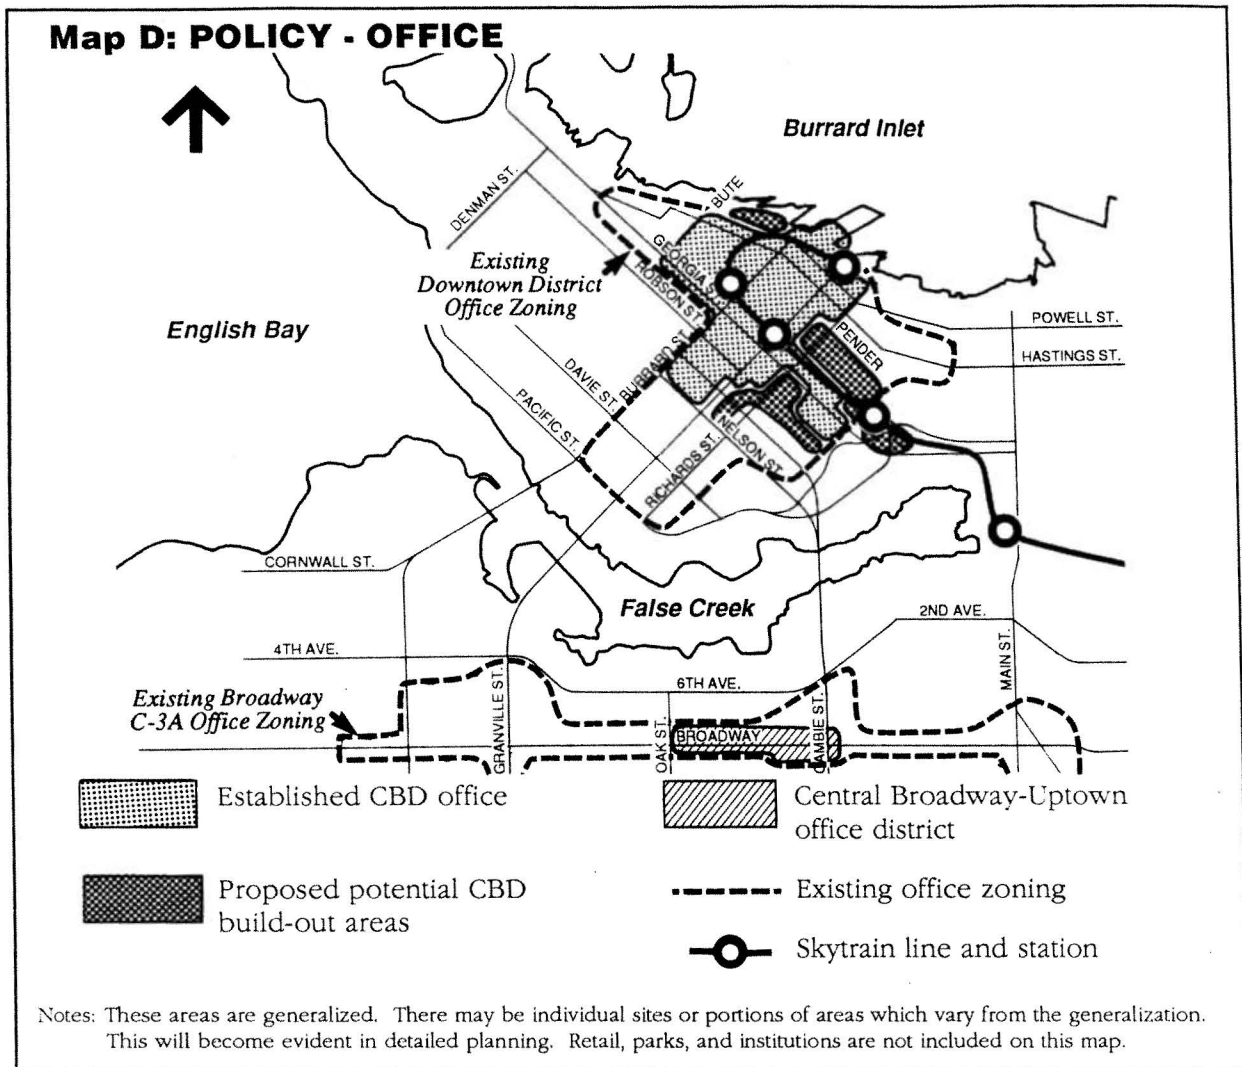 Map D: POLICY - OFFICE
Burrard Inlet
DENMAN ST.
BUTE
Existing
Downtown District
Office Zoning
GEORGIA ST.
ROBSON ST.
English Bay
POWELL ST.
PENDER
HASTINGS ST.
BURRARD ST.
DAVIE ST.
PACIFIC ST.
NELSON ST.
RICHARDS ST.
CORNWALL ST.
False Creek
2ND AVE.
4TH AVE.
MAIN ST.
6TH AVE.
Existing Broadway
C-3A Office Zoning
GRANVILLE ST.
OAK ST.
BROADWAY
CAMBIE ST.
Established CBD office
Central Broadway-Uptown
office district
Proposed potential CBD
build-out areas
Existing office zoning
Skytrain line and station
Notes: These areas are generalized. There may be individual sites or portions of areas which vary from the generalization.
This will become evident in detailed planning. Retail, parks, and institutions are not included on this map.